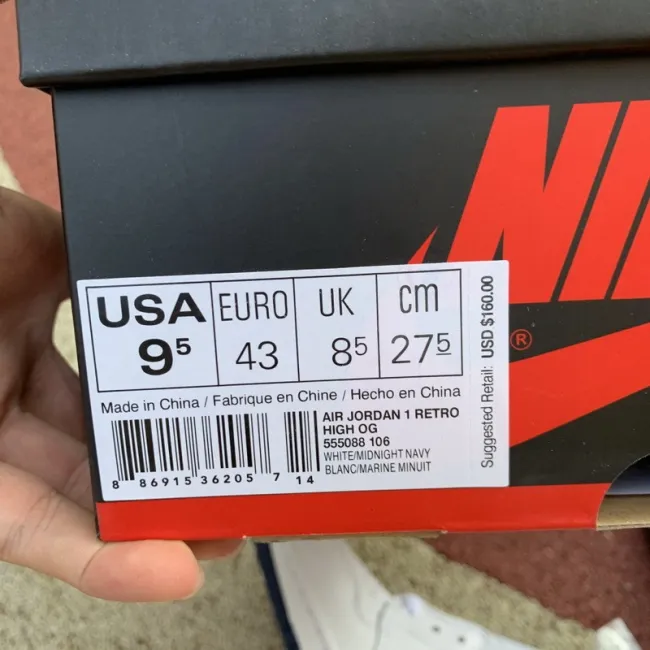 NI
®
USA EURO UK cm
9⁵ 43 8⁵ 27⁵
Made in China / Fabrique en Chine / Hecho en China
AIR JORDAN 1 RETRO
HIGH OG
555088 106
WHITE/MIDNIGHT NAVY
BLANC/MARINE MINUIT
8 86915 36205 7 14
Suggested Retail: USD $160.00